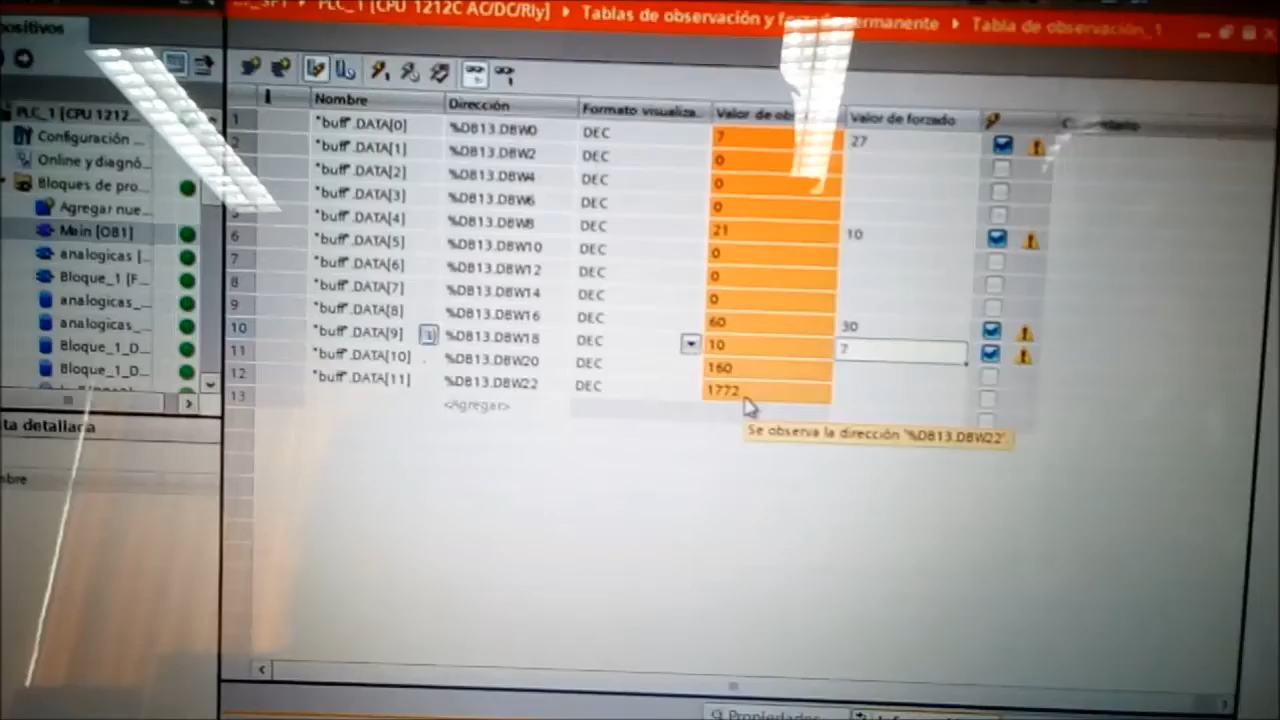 PLC_1 [CPU 1212C AC/DC/Rly] Tablas de observación y permanente Tabla de observación_1
PLC_1 [CPU 1212...
Configuración ...
Online y diagnó...
Bloques de pro...
Agregar nue...
Main [OB1]
analogicas [...
Bloque_1 [F...
analogicas_...
analogicas_...
Bloque_1_D...
Bloque_1_D...
i Nombre Dirección Formato visualiza... Valor de Valor de forzado
1 "buff".DATA[0] %DB13.DBW0 DEC 7 27
2 "buff".DATA[1] %DB13.DBW2 DEC 0
"buff".DATA[2] %DB13.DBW4 DEC 0
"buff".DATA[3] %DB13.DBW6 DEC 0
5 "buff".DATA[4] %DB13.DBW8 DEC 21 10
6 "buff".DATA[5] %DB13.DBW10 DEC 0
7 "buff".DATA[6] %DB13.DBW12 DEC 0
8 "buff".DATA[7] %DB13.DBW14 DEC 0
9 "buff".DATA[8] %DB13.DBW16 DEC 60 30
10 "buff".DATA[9] %DB13.DBW18 DEC 10 7
11 "buff".DATA[10] %DB13.DBW20 DEC 160
12 "buff".DATA[11] %DB13.DBW22 DEC 1772
13 <Agregar>
Se observa la dirección '%DB13.DBW22'.
ta detallada
mbre
Propiedades